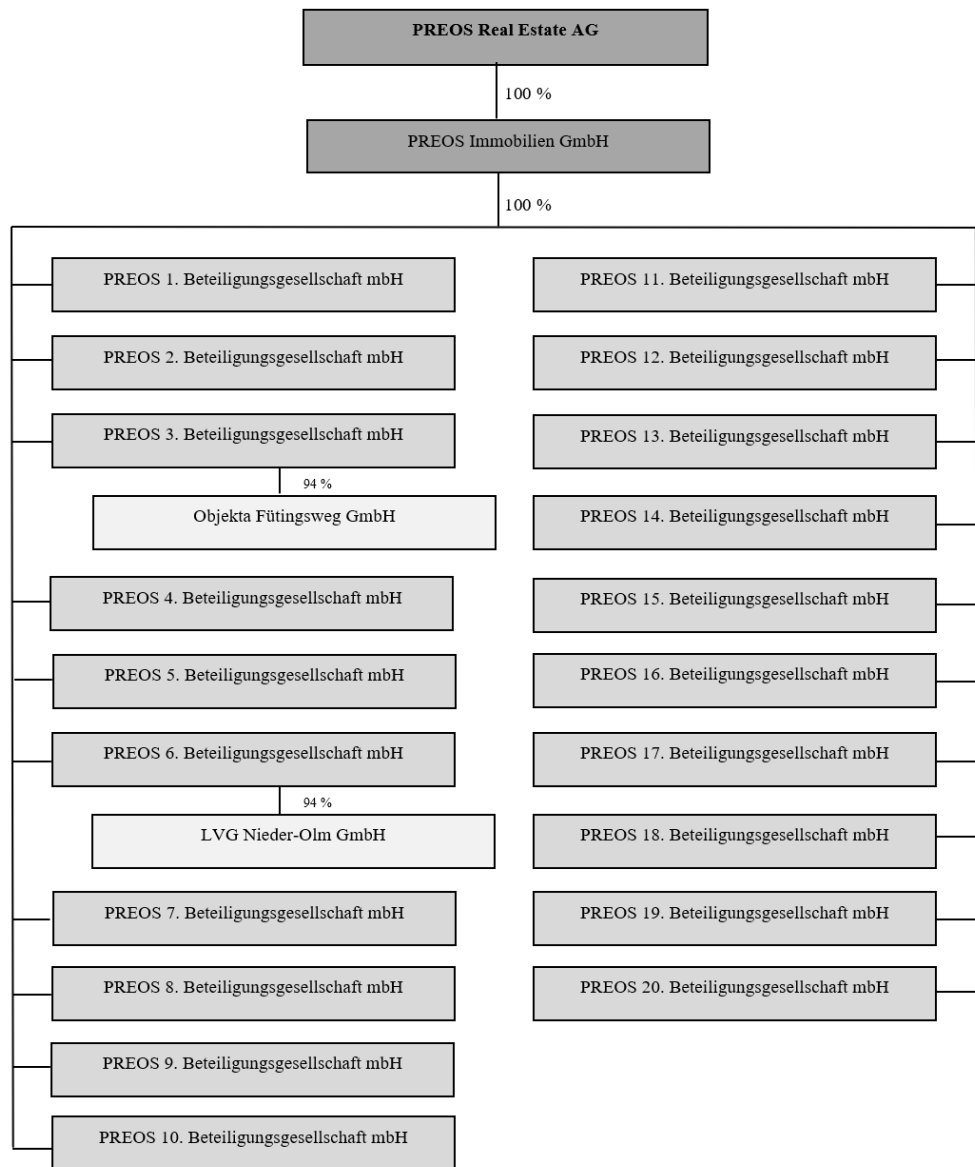 PREOS Real Estate AG
100 %
PREOS Immobilien GmbH
100 %
PREOS 1. Beteiligungsgesellschaft mbH
PREOS 2. Beteiligungsgesellschaft mbH
PREOS 3. Beteiligungsgesellschaft mbH
94 %
Objekta Fütingsweg GmbH
PREOS 4. Beteiligungsgesellschaft mbH
PREOS 5. Beteiligungsgesellschaft mbH
PREOS 6. Beteiligungsgesellschaft mbH
94 %
LVG Nieder-Olm GmbH
PREOS 7. Beteiligungsgesellschaft mbH
PREOS 8. Beteiligungsgesellschaft mbH
PREOS 9. Beteiligungsgesellschaft mbH
PREOS 10. Beteiligungsgesellschaft mbH
PREOS 11. Beteiligungsgesellschaft mbH
PREOS 12. Beteiligungsgesellschaft mbH
PREOS 13. Beteiligungsgesellschaft mbH
PREOS 14. Beteiligungsgesellschaft mbH
PREOS 15. Beteiligungsgesellschaft mbH
PREOS 16. Beteiligungsgesellschaft mbH
PREOS 17. Beteiligungsgesellschaft mbH
PREOS 18. Beteiligungsgesellschaft mbH
PREOS 19. Beteiligungsgesellschaft mbH
PREOS 20. Beteiligungsgesellschaft mbH